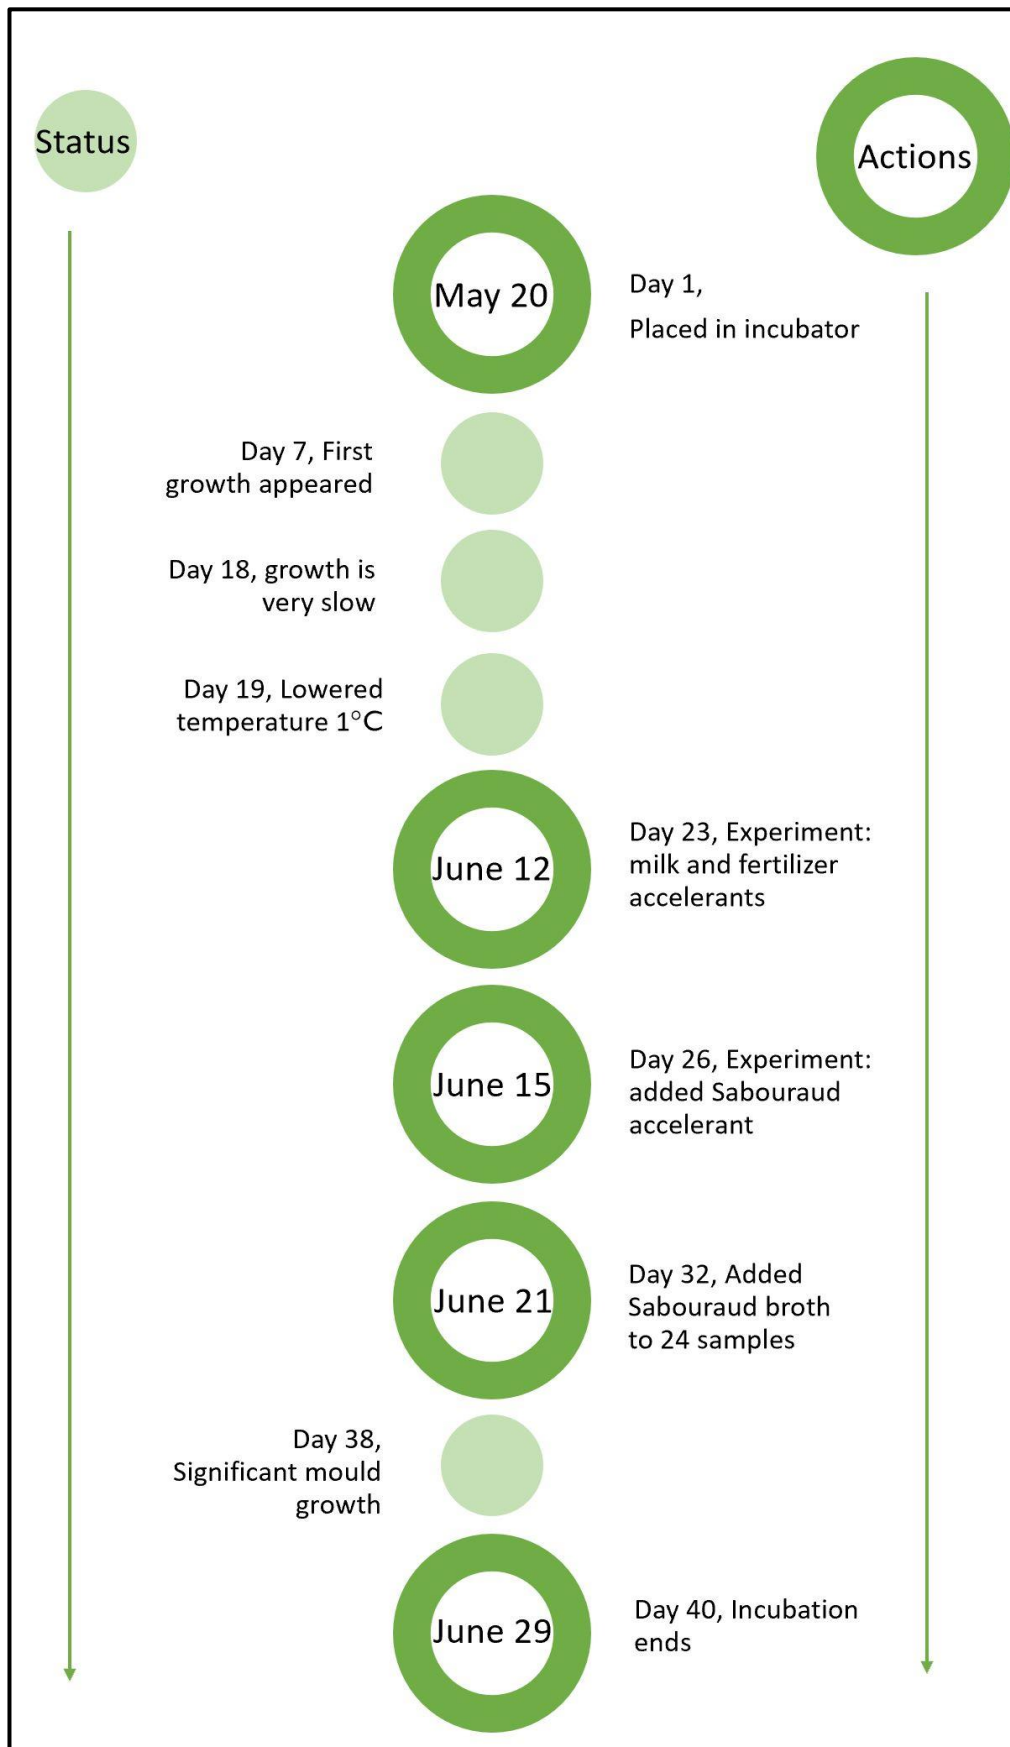 Status
Actions
May 20
Day 1,
Placed in incubator
Day 7, First
growth appeared
Day 18, growth is
very slow
Day 19, Lowered
temperature 1°C
June 12
Day 23, Experiment:
milk and fertilizer
accelerants
June 15
Day 26, Experiment:
added Sabouraud
accelerant
June 21
Day 32, Added
Sabouraud broth
to 24 samples
Day 38,
Significant mould
growth
June 29
Day 40, Incubation
ends